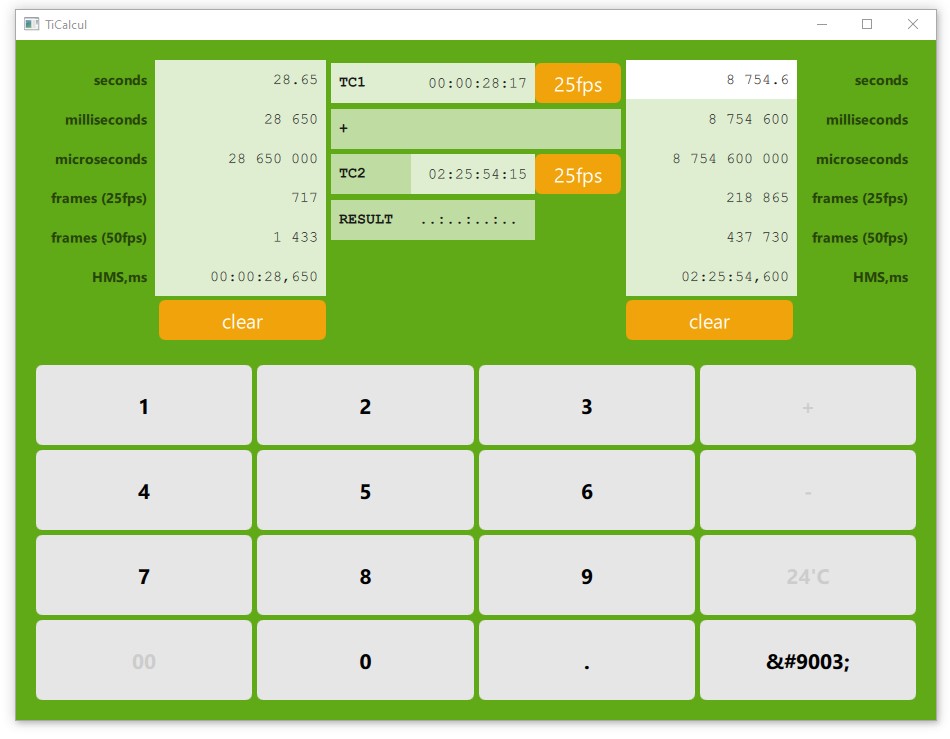 TiCalcul
seconds 28.65 TC1 00:00:28:17 25fps 8 754.6 seconds
milliseconds 28 650 + 8 754 600 milliseconds
microseconds 28 650 000 TC2 02:25:54:15 25fps 8 754 600 000 microseconds
frames (25fps) 717 RESULT ..:..:..:.. 218 865 frames (25fps)
frames (50fps) 1 433 437 730 frames (50fps)
HMS,ms 00:00:28,650 02:25:54,600 HMS,ms
clear clear
1 2 3 +
4 5 6 -
7 8 9 24'C
00 0 . &#9003;